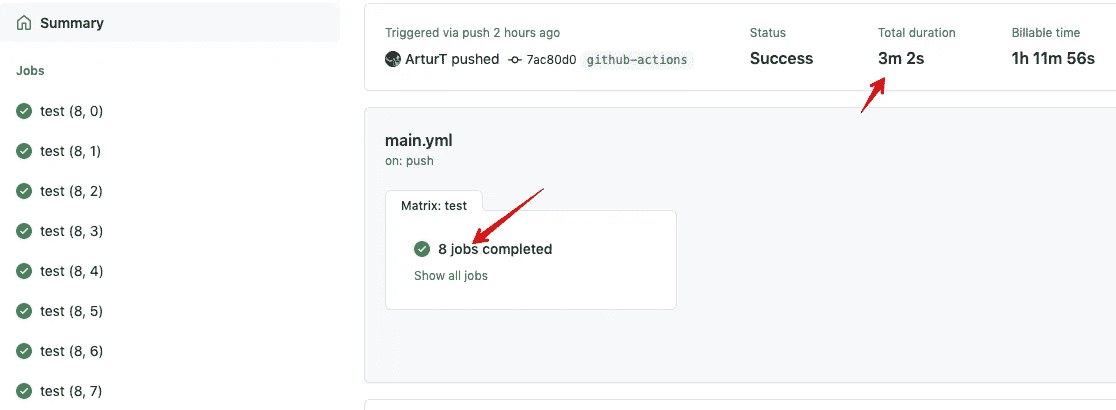 Summary
Jobs
test (8, 0)
test (8, 1)
test (8, 2)
test (8, 3)
test (8, 4)
test (8, 5)
test (8, 6)
test (8, 7)
Triggered via push 2 hours ago
ArturT pushed 7ac80d0 github-actions
Status
Success
Total duration
3m 2s
Billable time
1h 11m 56s
main.yml
on: push
Matrix: test
8 jobs completed
Show all jobs